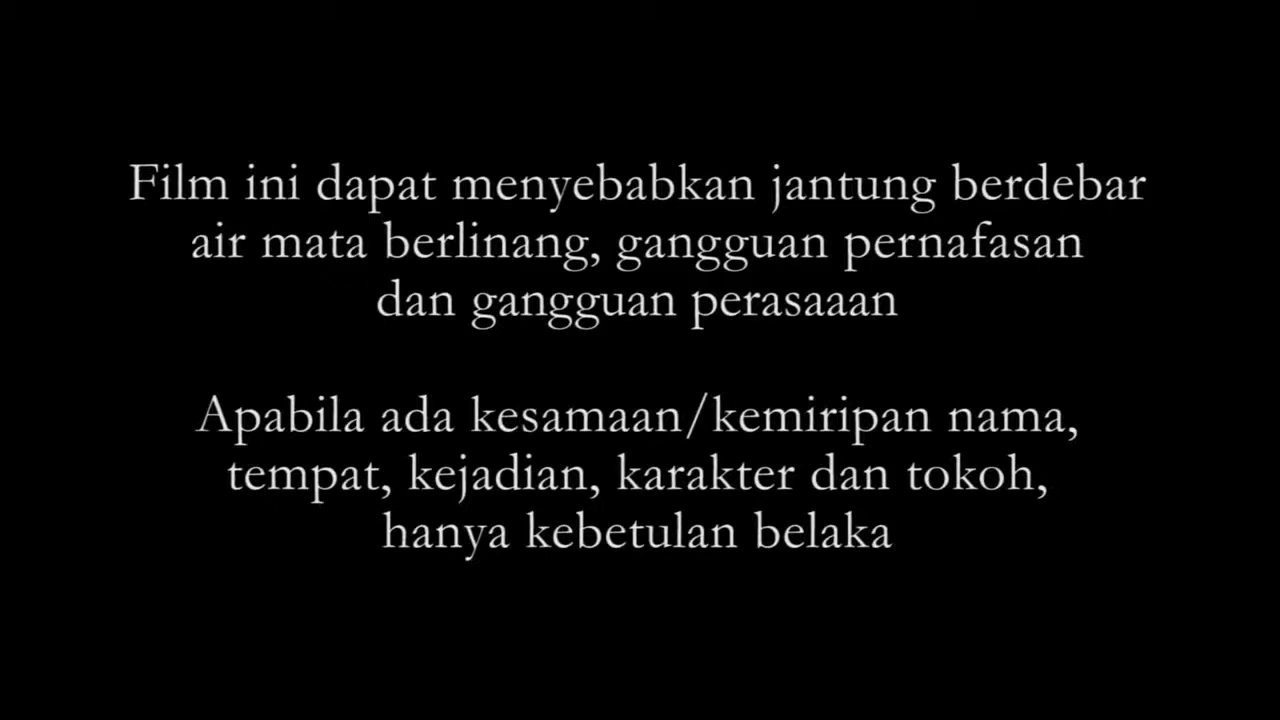 Film ini dapat menyebabkan jantung berdebar
air mata berlinang, gangguan pernafasan
dan gangguan perasaaan
Apabila ada kesamaan/kemiripan nama,
tempat, kejadian, karakter dan tokoh,
hanya kebetulan belaka